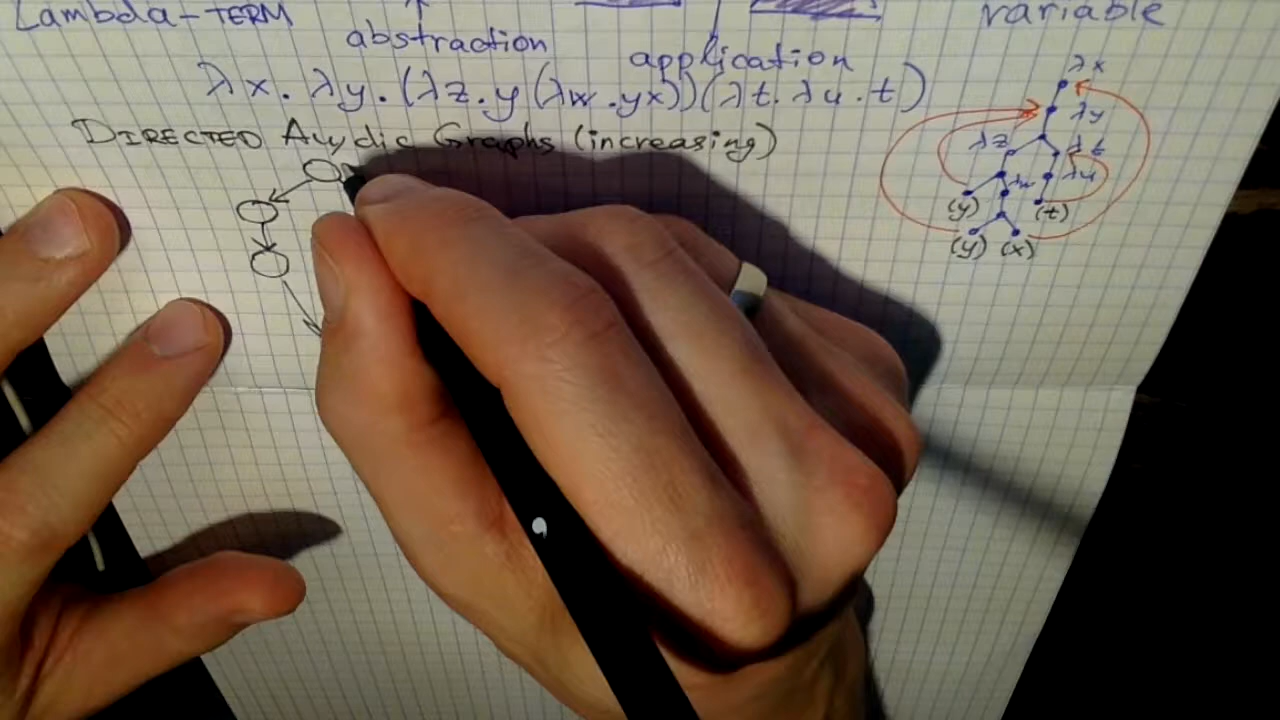 Lambda-TERM
variable
abstraction
application
λx. λy. (λz. y (λw. yx)) (λt. λu. t)
DIRECTED Acyclic Graphs (increasing)
λx
λy
λz
λt
λw
λu
(y)
(t)
(y) (x)